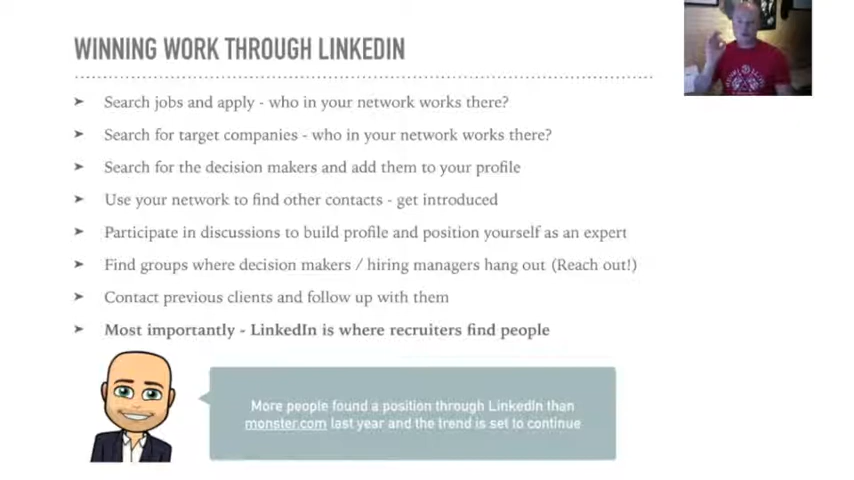 WINNING WORK THROUGH LINKEDIN
➤ Search jobs and apply - who in your network works there?
➤ Search for target companies - who in your network works there?
➤ Search for the decision makers and add them to your profile
➤ Use your network to find other contacts - get introduced
➤ Participate in discussions to build profile and position yourself as an expert
➤ Find groups where decision makers / hiring managers hang out (Reach out!)
➤ Contact previous clients and follow up with them
➤ Most importantly - LinkedIn is where recruiters find people
More people found a position through LinkedIn than
monster.com last year and the trend is set to continue